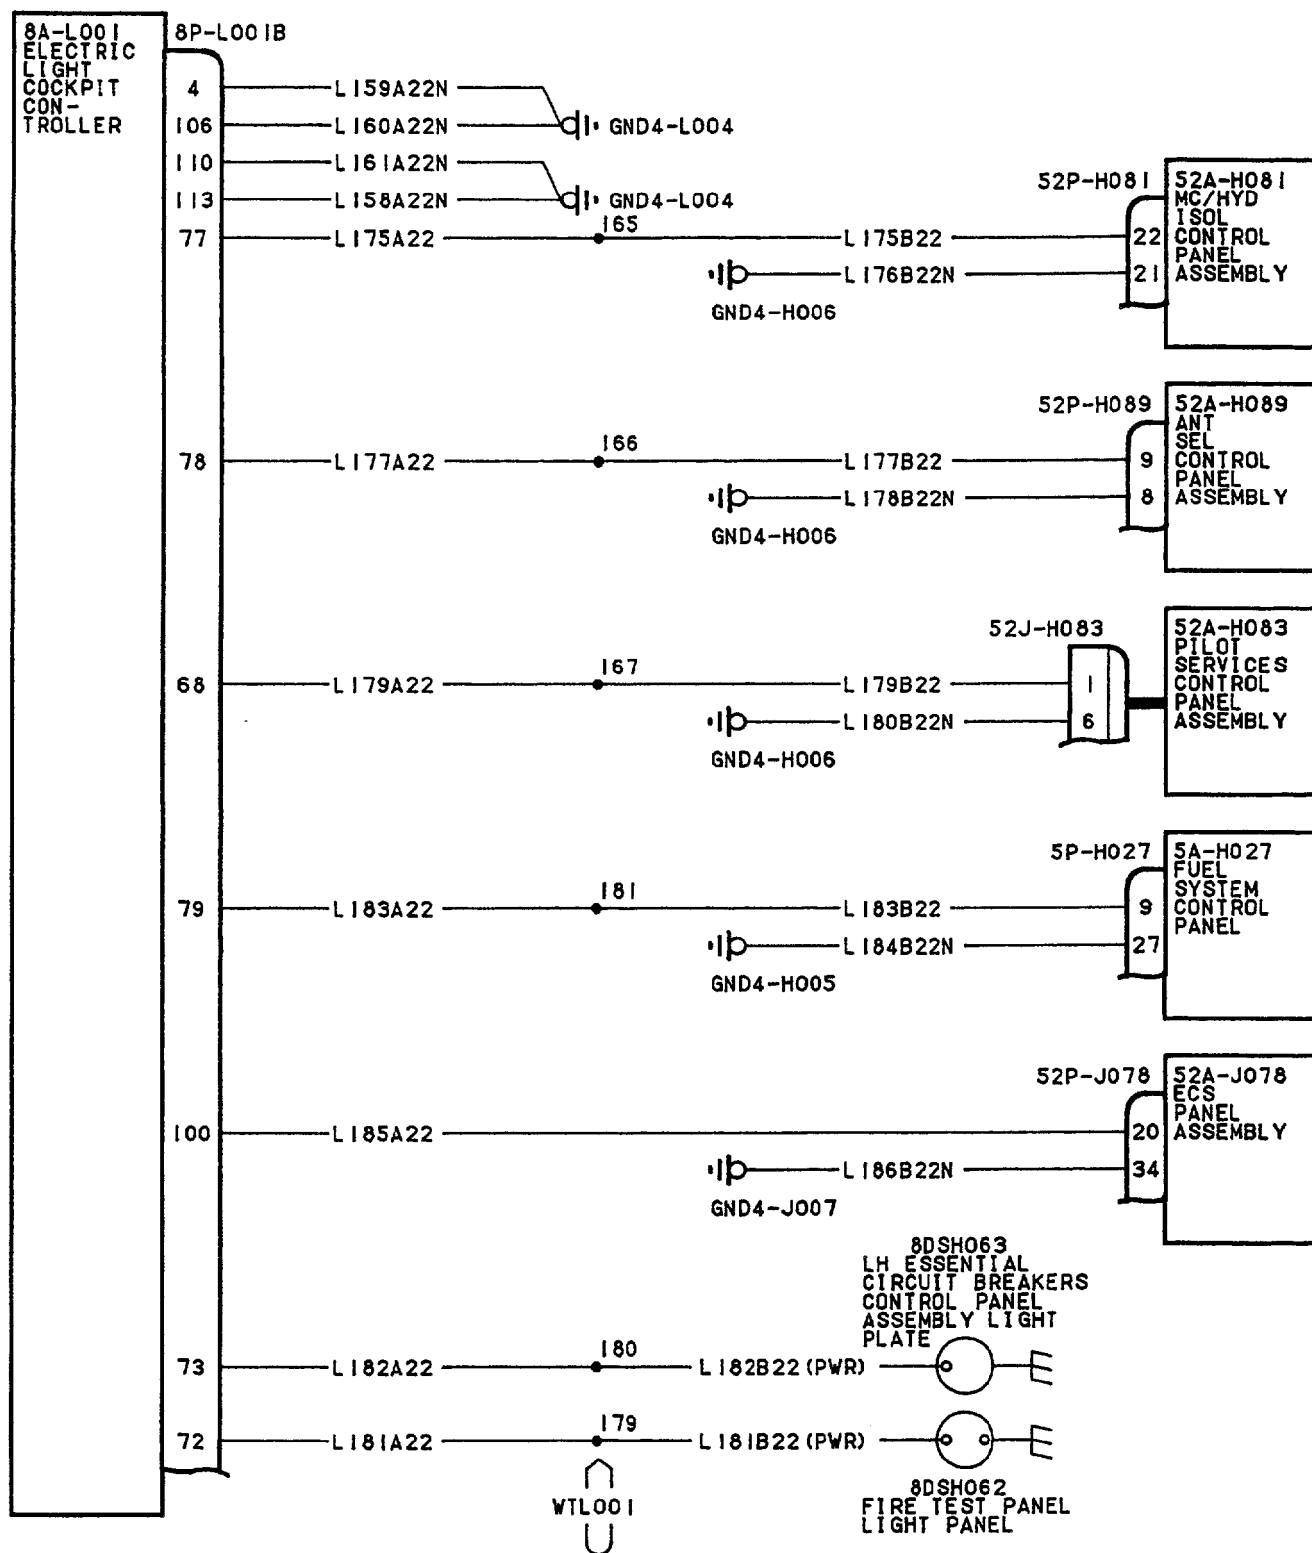 8A-L001
ELECTRIC
LIGHT
COCKPIT
CON-
TROLLER
8P-L001B
4
L159A22N
106
L160A22N
GND4-L004
110
L161A22N
113
L158A22N
GND4-L004
77
L175A22
165
L175B22
52P-H081
22
52A-H081
MC/HYD
ISOL
CONTROL
PANEL
ASSEMBLY
L176B22N
21
GND4-H006
78
L177A22
166
L177B22
52P-H089
9
52A-H089
ANT
SEL
CONTROL
PANEL
ASSEMBLY
L178B22N
8
GND4-H006
68
L179A22
167
L179B22
52J-H083
1
52A-H083
PILOT
SERVICES
CONTROL
PANEL
ASSEMBLY
L180B22N
6
GND4-H006
79
L183A22
181
L183B22
5P-H027
9
5A-H027
FUEL
SYSTEM
CONTROL
PANEL
L184B22N
27
GND4-H005
100
L185A22
52P-J078
20
52A-J078
ECS
PANEL
ASSEMBLY
L186B22N
34
GND4-J007
8DSH063
LH ESSENTIAL
CIRCUIT BREAKERS
CONTROL PANEL
ASSEMBLY LIGHT
PLATE
73
L182A22
180
L182B22 (PWR)
72
L181A22
179
L181B22 (PWR)
WTL001
8DSH062
FIRE TEST PANEL
LIGHT PANEL